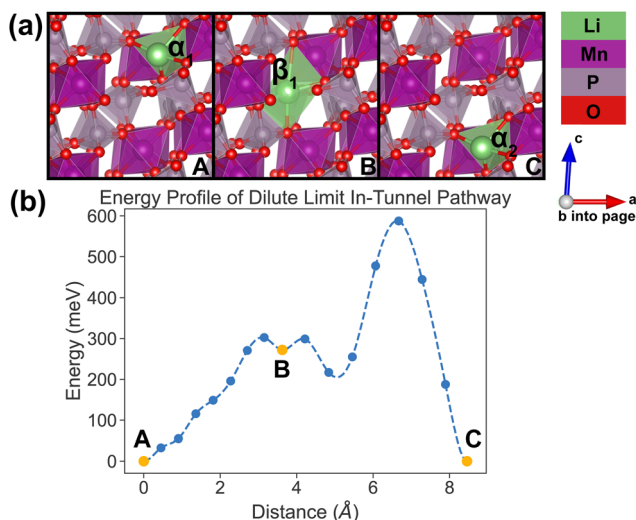 (a)
α1
A
β1
B
α2
C
Li
Mn
P
O
c
a
b into page
(b)
Energy Profile of Dilute Limit In-Tunnel Pathway
Energy (meV)
600
500
400
300
200
100
0
A
B
C
0
2
4
6
8
Distance (Å)